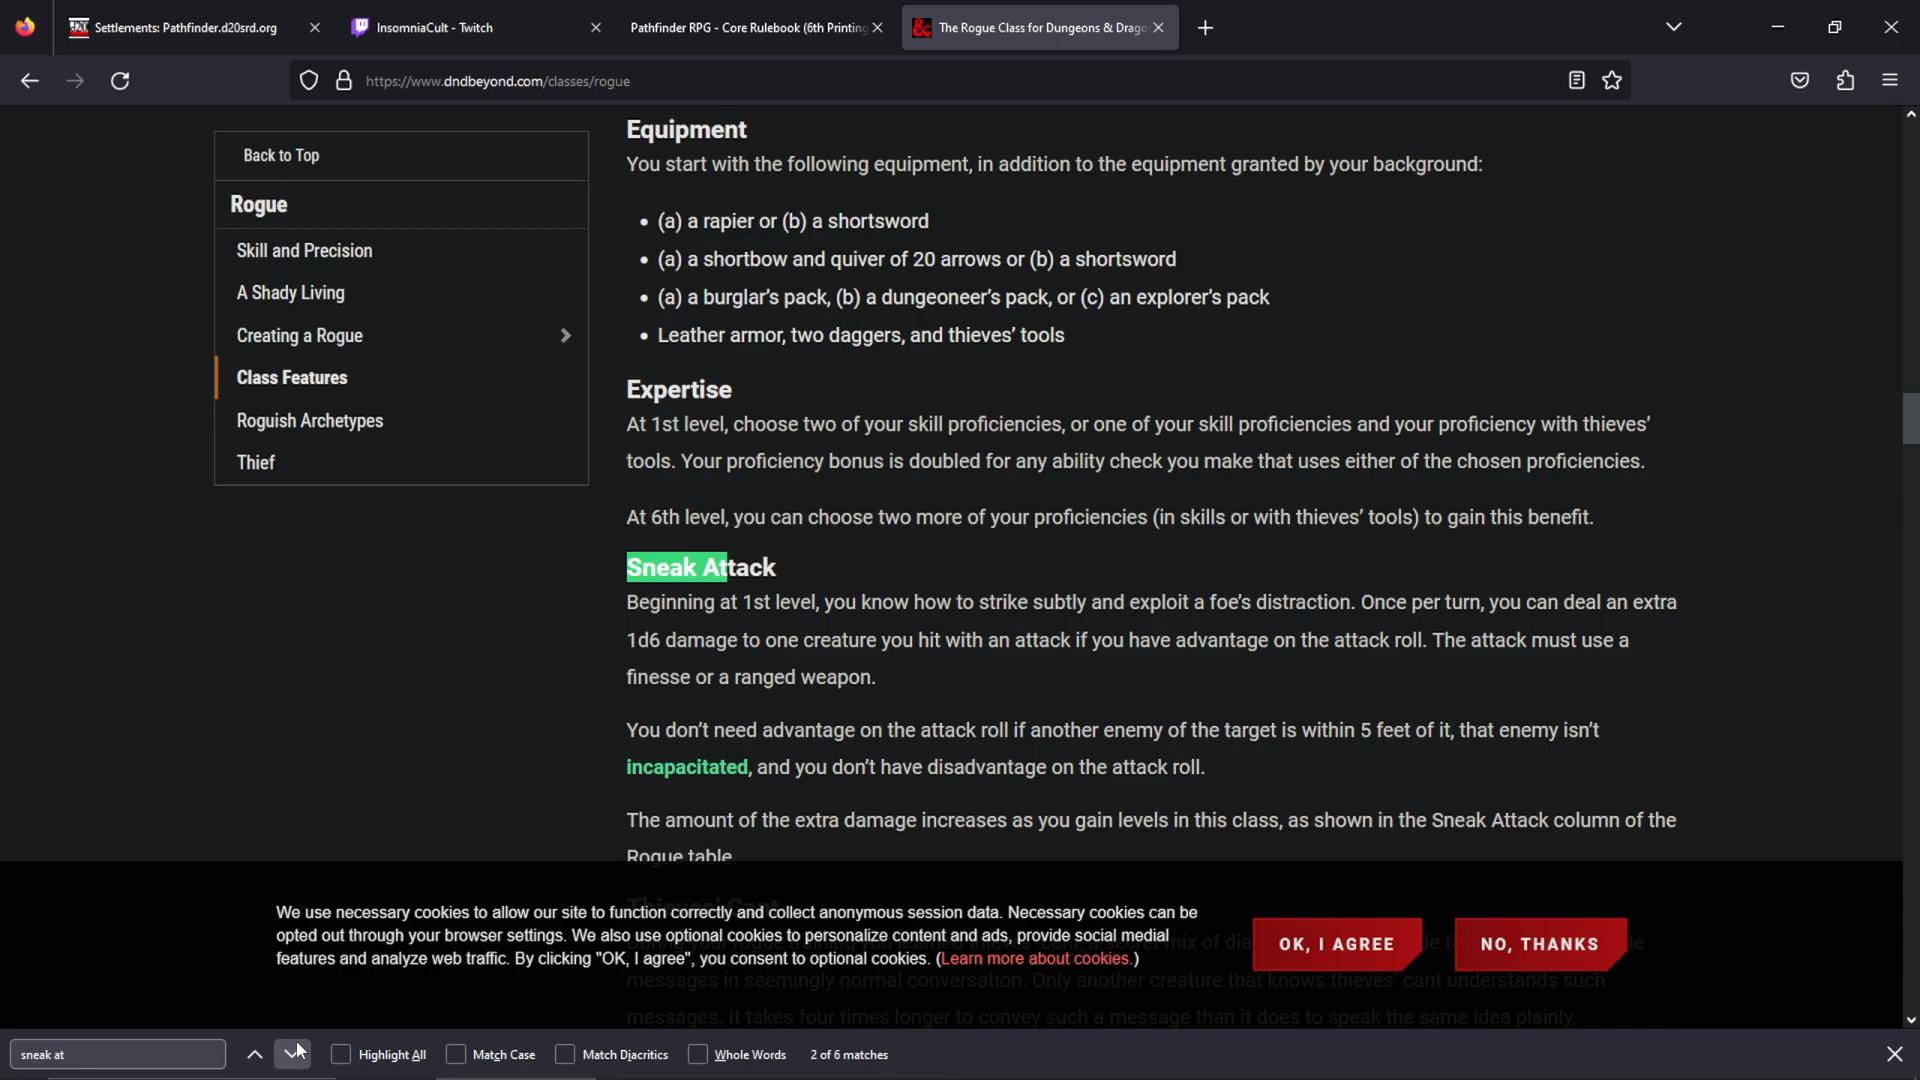 Settlements: Pathfinder.d20srd.org
InsomniaCult - Twitch
Pathfinder RPG - Core Rulebook (6th Printing
The Rogue Class for Dungeons & Drago
https://www.dndbeyond.com/classes/rogue
Back to Top
Rogue
Skill and Precision
A Shady Living
Creating a Rogue
Class Features
Roguish Archetypes
Thief
Equipment
You start with the following equipment, in addition to the equipment granted by your background:
• (a) a rapier or (b) a shortsword
• (a) a shortbow and quiver of 20 arrows or (b) a shortsword
• (a) a burglar's pack, (b) a dungeoneer's pack, or (c) an explorer's pack
• Leather armor, two daggers, and thieves’ tools
Expertise
At 1st level, choose two of your skill proficiencies, or one of your skill proficiencies and your proficiency with thieves’
tools. Your proficiency bonus is doubled for any ability check you make that uses either of the chosen proficiencies.
At 6th level, you can choose two more of your proficiencies (in skills or with thieves’ tools) to gain this benefit.
Sneak Attack
Beginning at 1st level, you know how to strike subtly and exploit a foe’s distraction. Once per turn, you can deal an extra
1d6 damage to one creature you hit with an attack if you have advantage on the attack roll. The attack must use a
finesse or a ranged weapon.
You don’t need advantage on the attack roll if another enemy of the target is within 5 feet of it, that enemy isn’t
incapacitated, and you don’t have disadvantage on the attack roll.
The amount of the extra damage increases as you gain levels in this class, as shown in the Sneak Attack column of the
Rogue table.
Thieves’ Cant
We use necessary cookies to allow our site to function correctly and collect anonymous session data. Necessary cookies can be
opted out through your browser settings. We also use optional cookies to personalize content and ads, provide social medial
features and analyze web traffic. By clicking "OK, I agree", you consent to optional cookies. (Learn more about cookies.)
OK, I AGREE
NO, THANKS
messages in seemingly normal conversation. Only another creature that knows thieves’ cant understands such
messages. It takes four times longer to convey such a message than it does to speak the same idea plainly.
sneak at
Highlight All
Match Case
Match Diacritics
Whole Words
2 of 6 matches